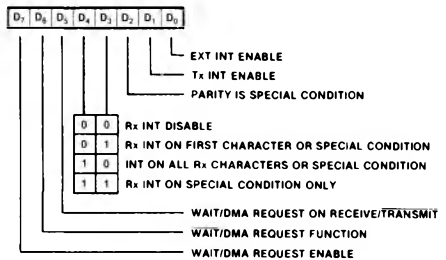 D7 D6 D5 D4 D3 D2 D1 D0
EXT INT ENABLE
Tx INT ENABLE
PARITY IS SPECIAL CONDITION
0 0 Rx INT DISABLE
0 1 Rx INT ON FIRST CHARACTER OR SPECIAL CONDITION
1 0 INT ON ALL Rx CHARACTERS OR SPECIAL CONDITION
1 1 Rx INT ON SPECIAL CONDITION ONLY
WAIT/DMA REQUEST ON RECEIVE/TRANSMIT
WAIT/DMA REQUEST FUNCTION
WAIT/DMA REQUEST ENABLE